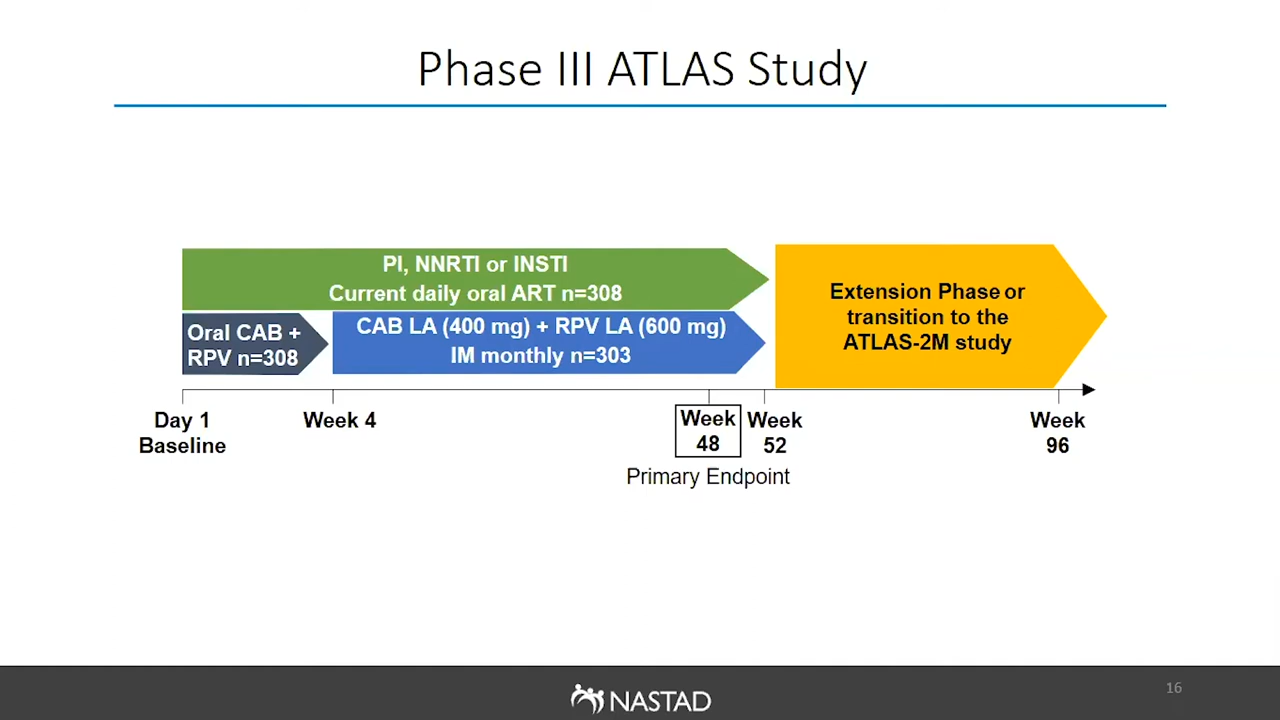 Phase III ATLAS Study
PI, NNRTI or INSTI
Current daily oral ART n=308
Oral CAB +
RPV n=308
CAB LA (400 mg) + RPV LA (600 mg)
IM monthly n=303
Extension Phase or
transition to the
ATLAS-2M study
Day 1
Baseline
Week 4
Week
48
Primary Endpoint
Week
52
Week
96
NASTAD
16